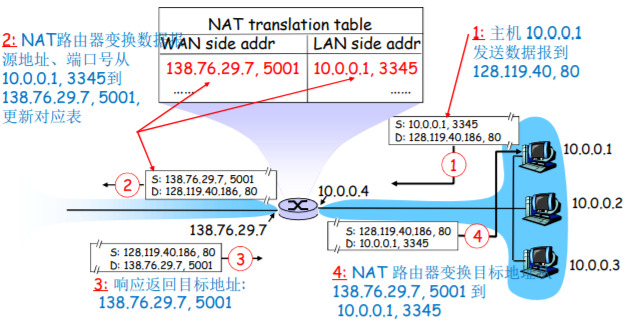 NAT translation table
WAN side addr LAN side addr
138.76.29.7, 5001 10.0.0.1, 3345
…… ……
2: NAT路由器变换数据报
源地址、端口号从
10.0.0.1, 3345到
138.76.29.7, 5001,
更新对应表
1: 主机 10.0.0.1
发送数据报到
128.119.40, 80
S: 10.0.0.1, 3345
D: 128.119.40.186, 80
1
10.0.0.1
S: 138.76.29.7, 5001
D: 128.119.40.186, 80
2
10.0.0.4
10.0.0.2
138.76.29.7
S: 128.119.40.186, 80
D: 10.0.0.1, 3345
4
S: 128.119.40.186, 80
D: 138.76.29.7, 5001
3
10.0.0.3
3: 响应返回目标地址:
138.76.29.7, 5001
4: NAT 路由器变换目标地址
138.76.29.7, 5001 到
10.0.0.1, 3345